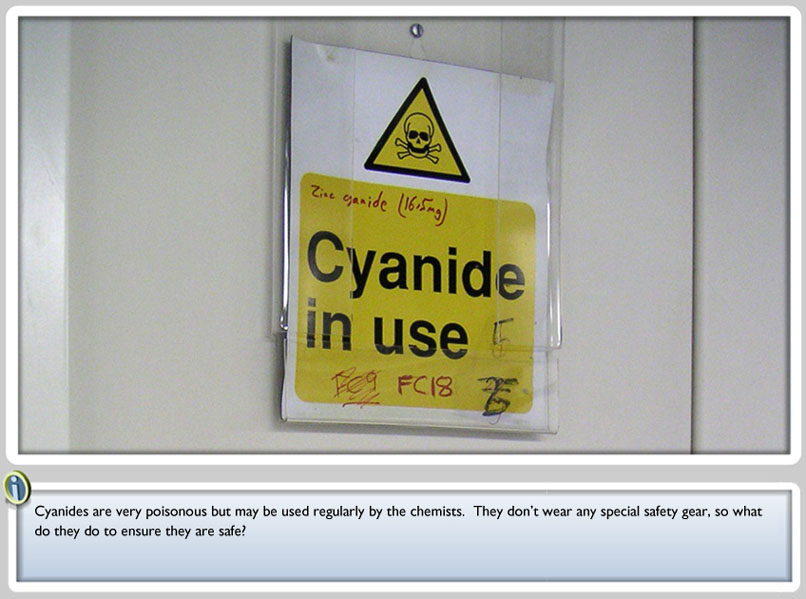 Zinc cyanide (16.5mg)
Cyanide
in use
FC18
i
Cyanides are very poisonous but may be used regularly by the chemists. They don't wear any special safety gear, so what
do they do to ensure they are safe?